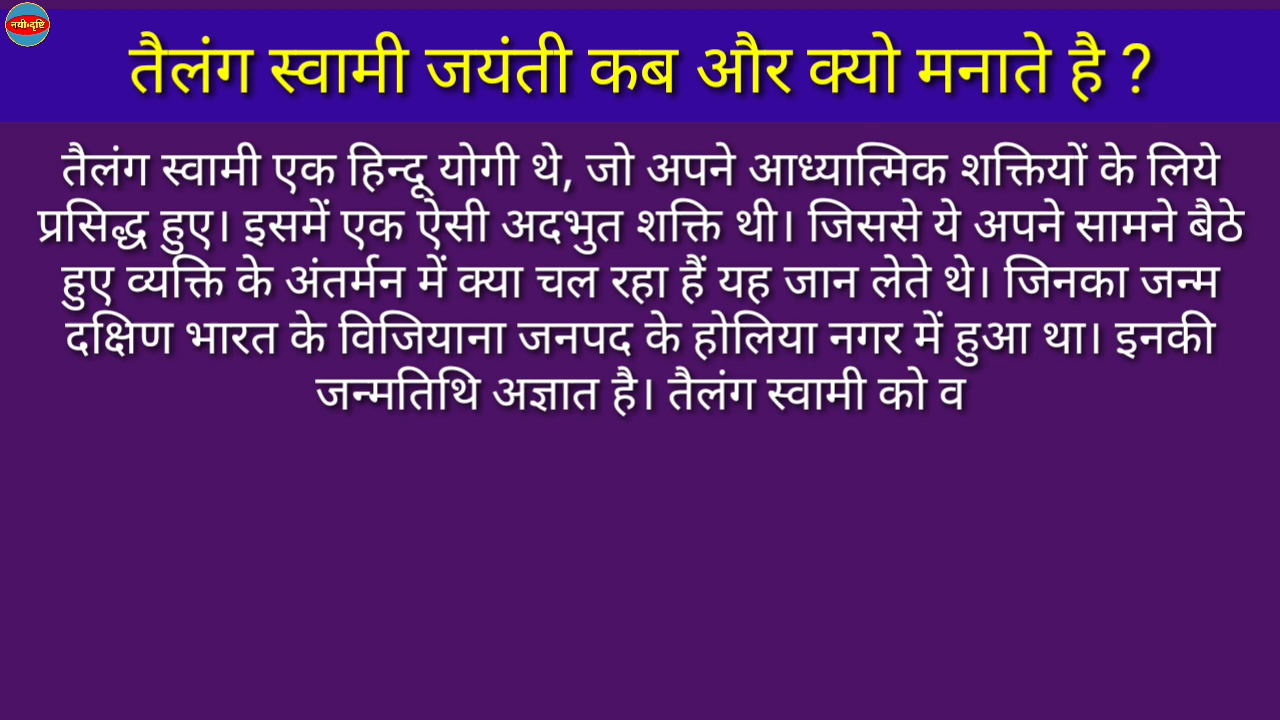 नयी दृष्टि
तैलंग स्वामी जयंती कब और क्यो मनाते है ?
तैलंग स्वामी एक हिन्दू योगी थे, जो अपने आध्यात्मिक शक्तियों के लिये
प्रसिद्ध हुए। इसमें एक ऐसी अदभुत शक्ति थी। जिससे ये अपने सामने बैठे
हुए व्यक्ति के अंतर्मन में क्या चल रहा हैं यह जान लेते थे। जिनका जन्म
दक्षिण भारत के विजियाना जनपद के होलिया नगर में हुआ था। इनकी
जन्मतिथि अज्ञात है। तैलंग स्वामी को व